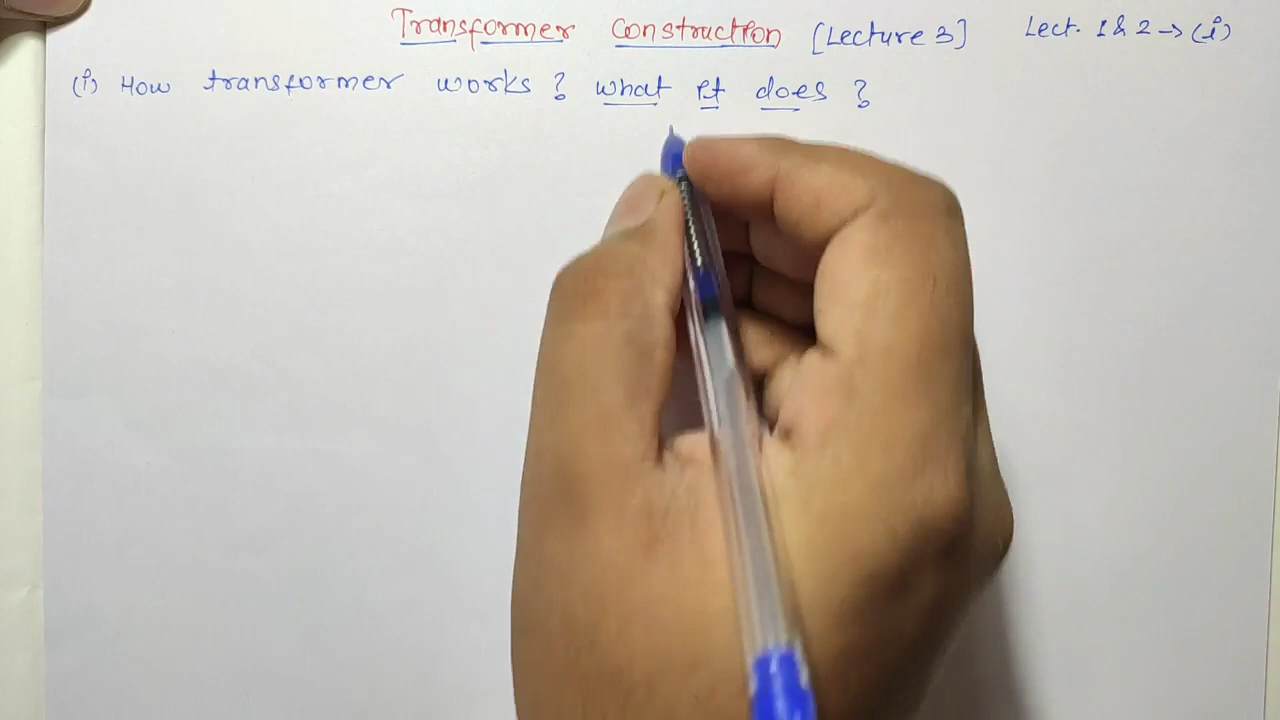 Transformer Construction [Lecture 3] Lect. 1 & 2 → (i)
(i) How transformer works ? what it does ?